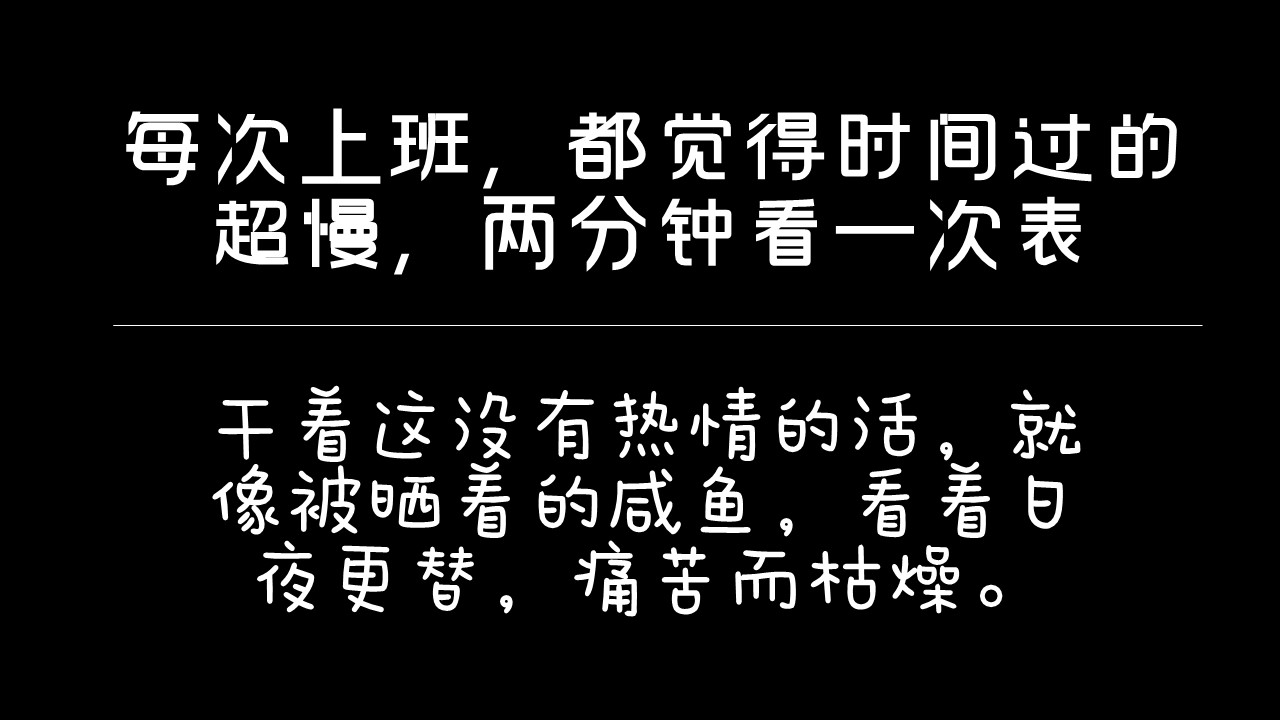 每次上班，都觉得时间过的
超慢，两分钟看一次表
干着这没有热情的活，就
像被晒着的咸鱼，看着日
夜更替，痛苦而枯燥。